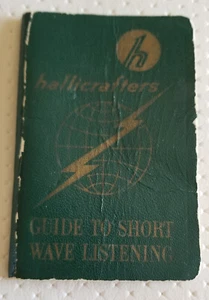 h
hallicrafters
GUIDE TO SHORT
WAVE LISTENING